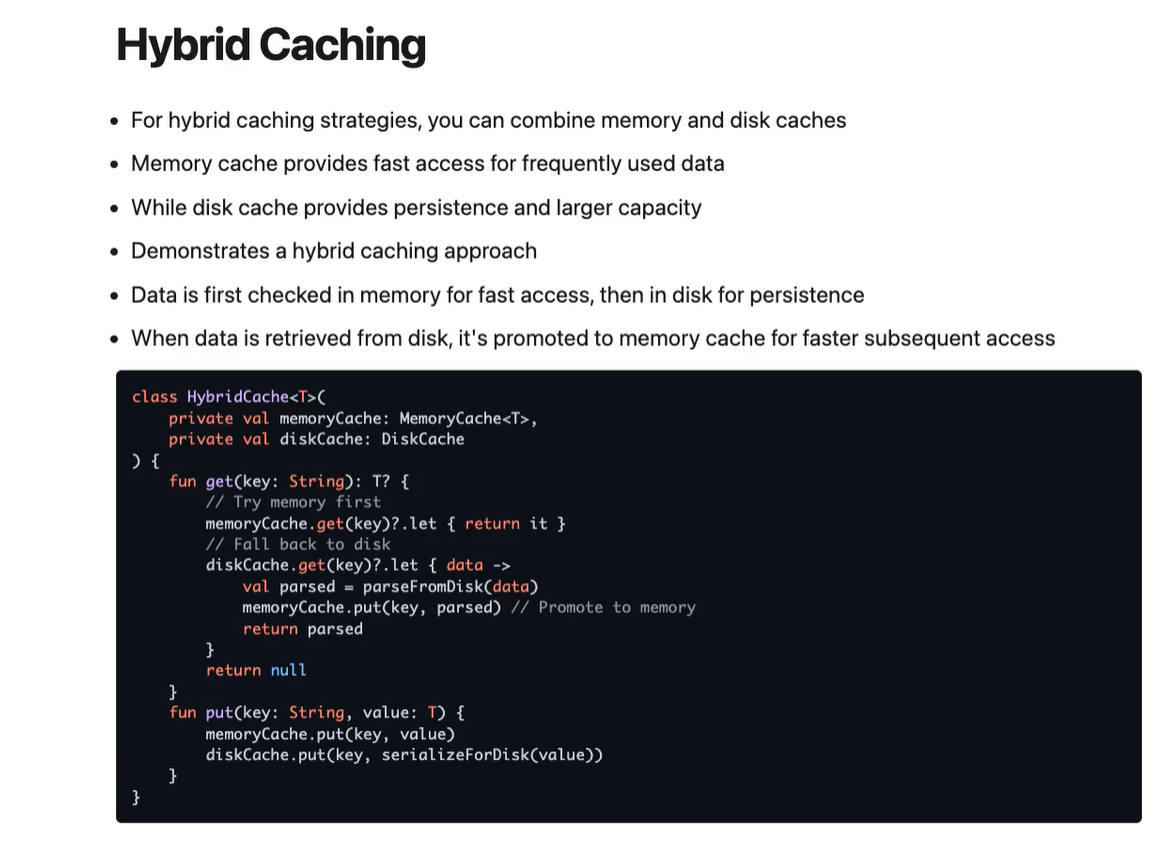 Hybrid Caching
• For hybrid caching strategies, you can combine memory and disk caches
• Memory cache provides fast access for frequently used data
• While disk cache provides persistence and larger capacity
• Demonstrates a hybrid caching approach
• Data is first checked in memory for fast access, then in disk for persistence
• When data is retrieved from disk, it's promoted to memory cache for faster subsequent access
class HybridCache<T>(
    private val memoryCache: MemoryCache<T>,
    private val diskCache: DiskCache
) {
    fun get(key: String): T? {
        // Try memory first
        memoryCache.get(key)?.let { return it }
        // Fall back to disk
        diskCache.get(key)?.let { data ->
            val parsed = parseFromDisk(data)
            memoryCache.put(key, parsed) // Promote to memory
            return parsed
        }
        return null
    }
    fun put(key: String, value: T) {
        memoryCache.put(key, value)
        diskCache.put(key, serializeForDisk(value))
    }
}